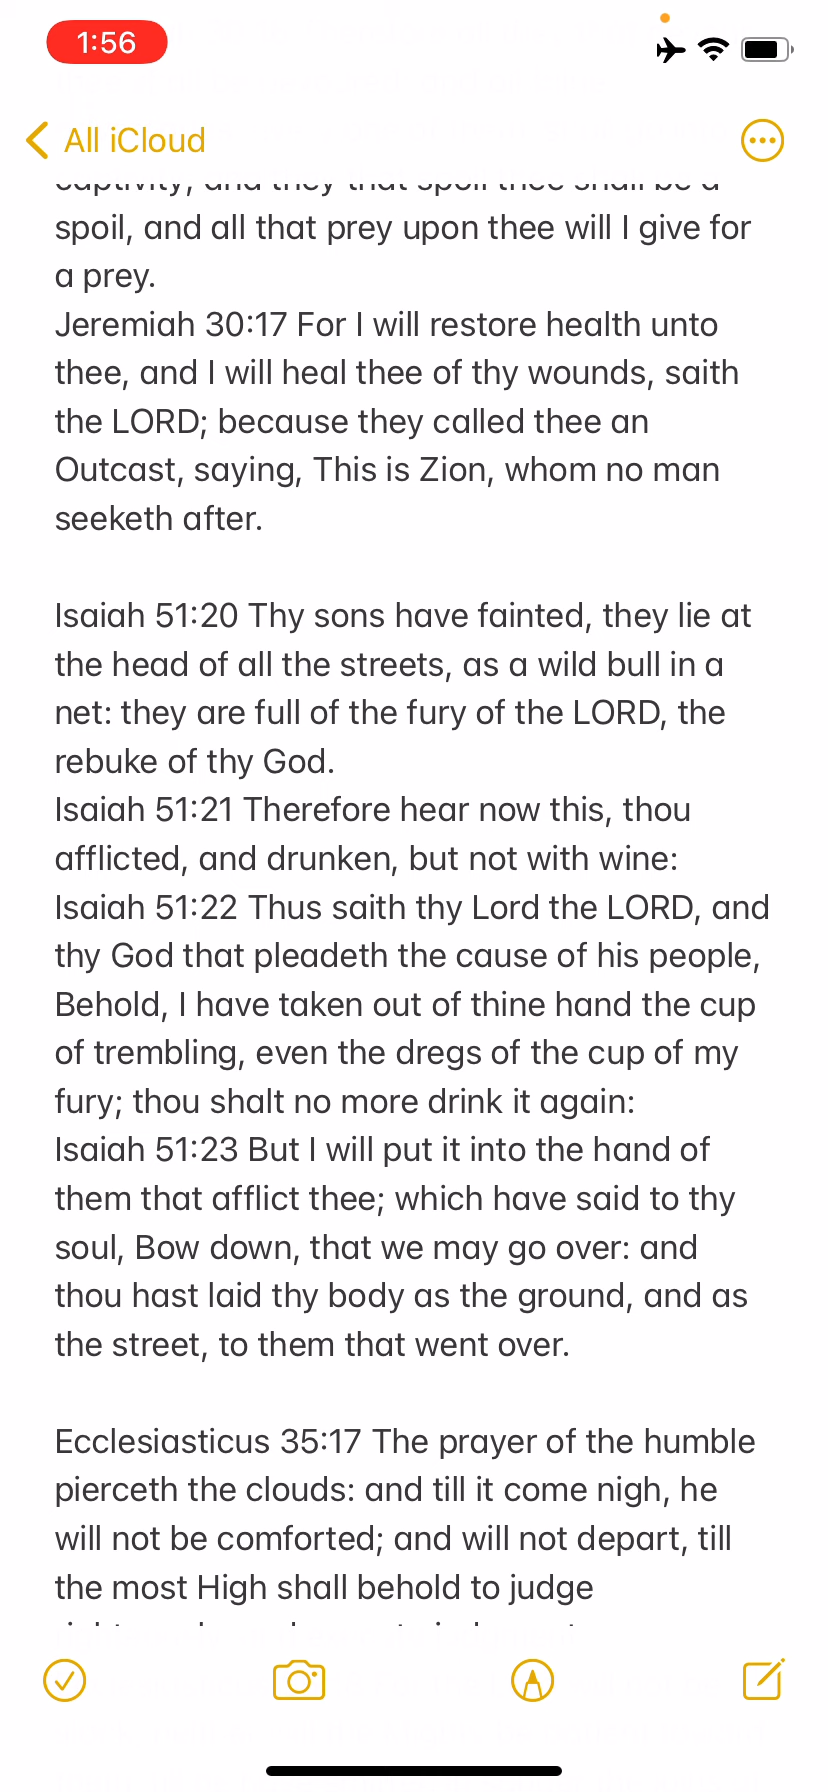 1:56
All iCloud
captivity, and they that spoil thee shall be a
spoil, and all that prey upon thee will I give for
a prey.
Jeremiah 30:17 For I will restore health unto
thee, and I will heal thee of thy wounds, saith
the LORD; because they called thee an
Outcast, saying, This is Zion, whom no man
seeketh after.
Isaiah 51:20 Thy sons have fainted, they lie at
the head of all the streets, as a wild bull in a
net: they are full of the fury of the LORD, the
rebuke of thy God.
Isaiah 51:21 Therefore hear now this, thou
afflicted, and drunken, but not with wine:
Isaiah 51:22 Thus saith thy Lord the LORD, and
thy God that pleadeth the cause of his people,
Behold, I have taken out of thine hand the cup
of trembling, even the dregs of the cup of my
fury; thou shalt no more drink it again:
Isaiah 51:23 But I will put it into the hand of
them that afflict thee; which have said to thy
soul, Bow down, that we may go over: and
thou hast laid thy body as the ground, and as
the street, to them that went over.
Ecclesiasticus 35:17 The prayer of the humble
pierceth the clouds: and till it come nigh, he
will not be comforted; and will not depart, till
the most High shall behold to judge